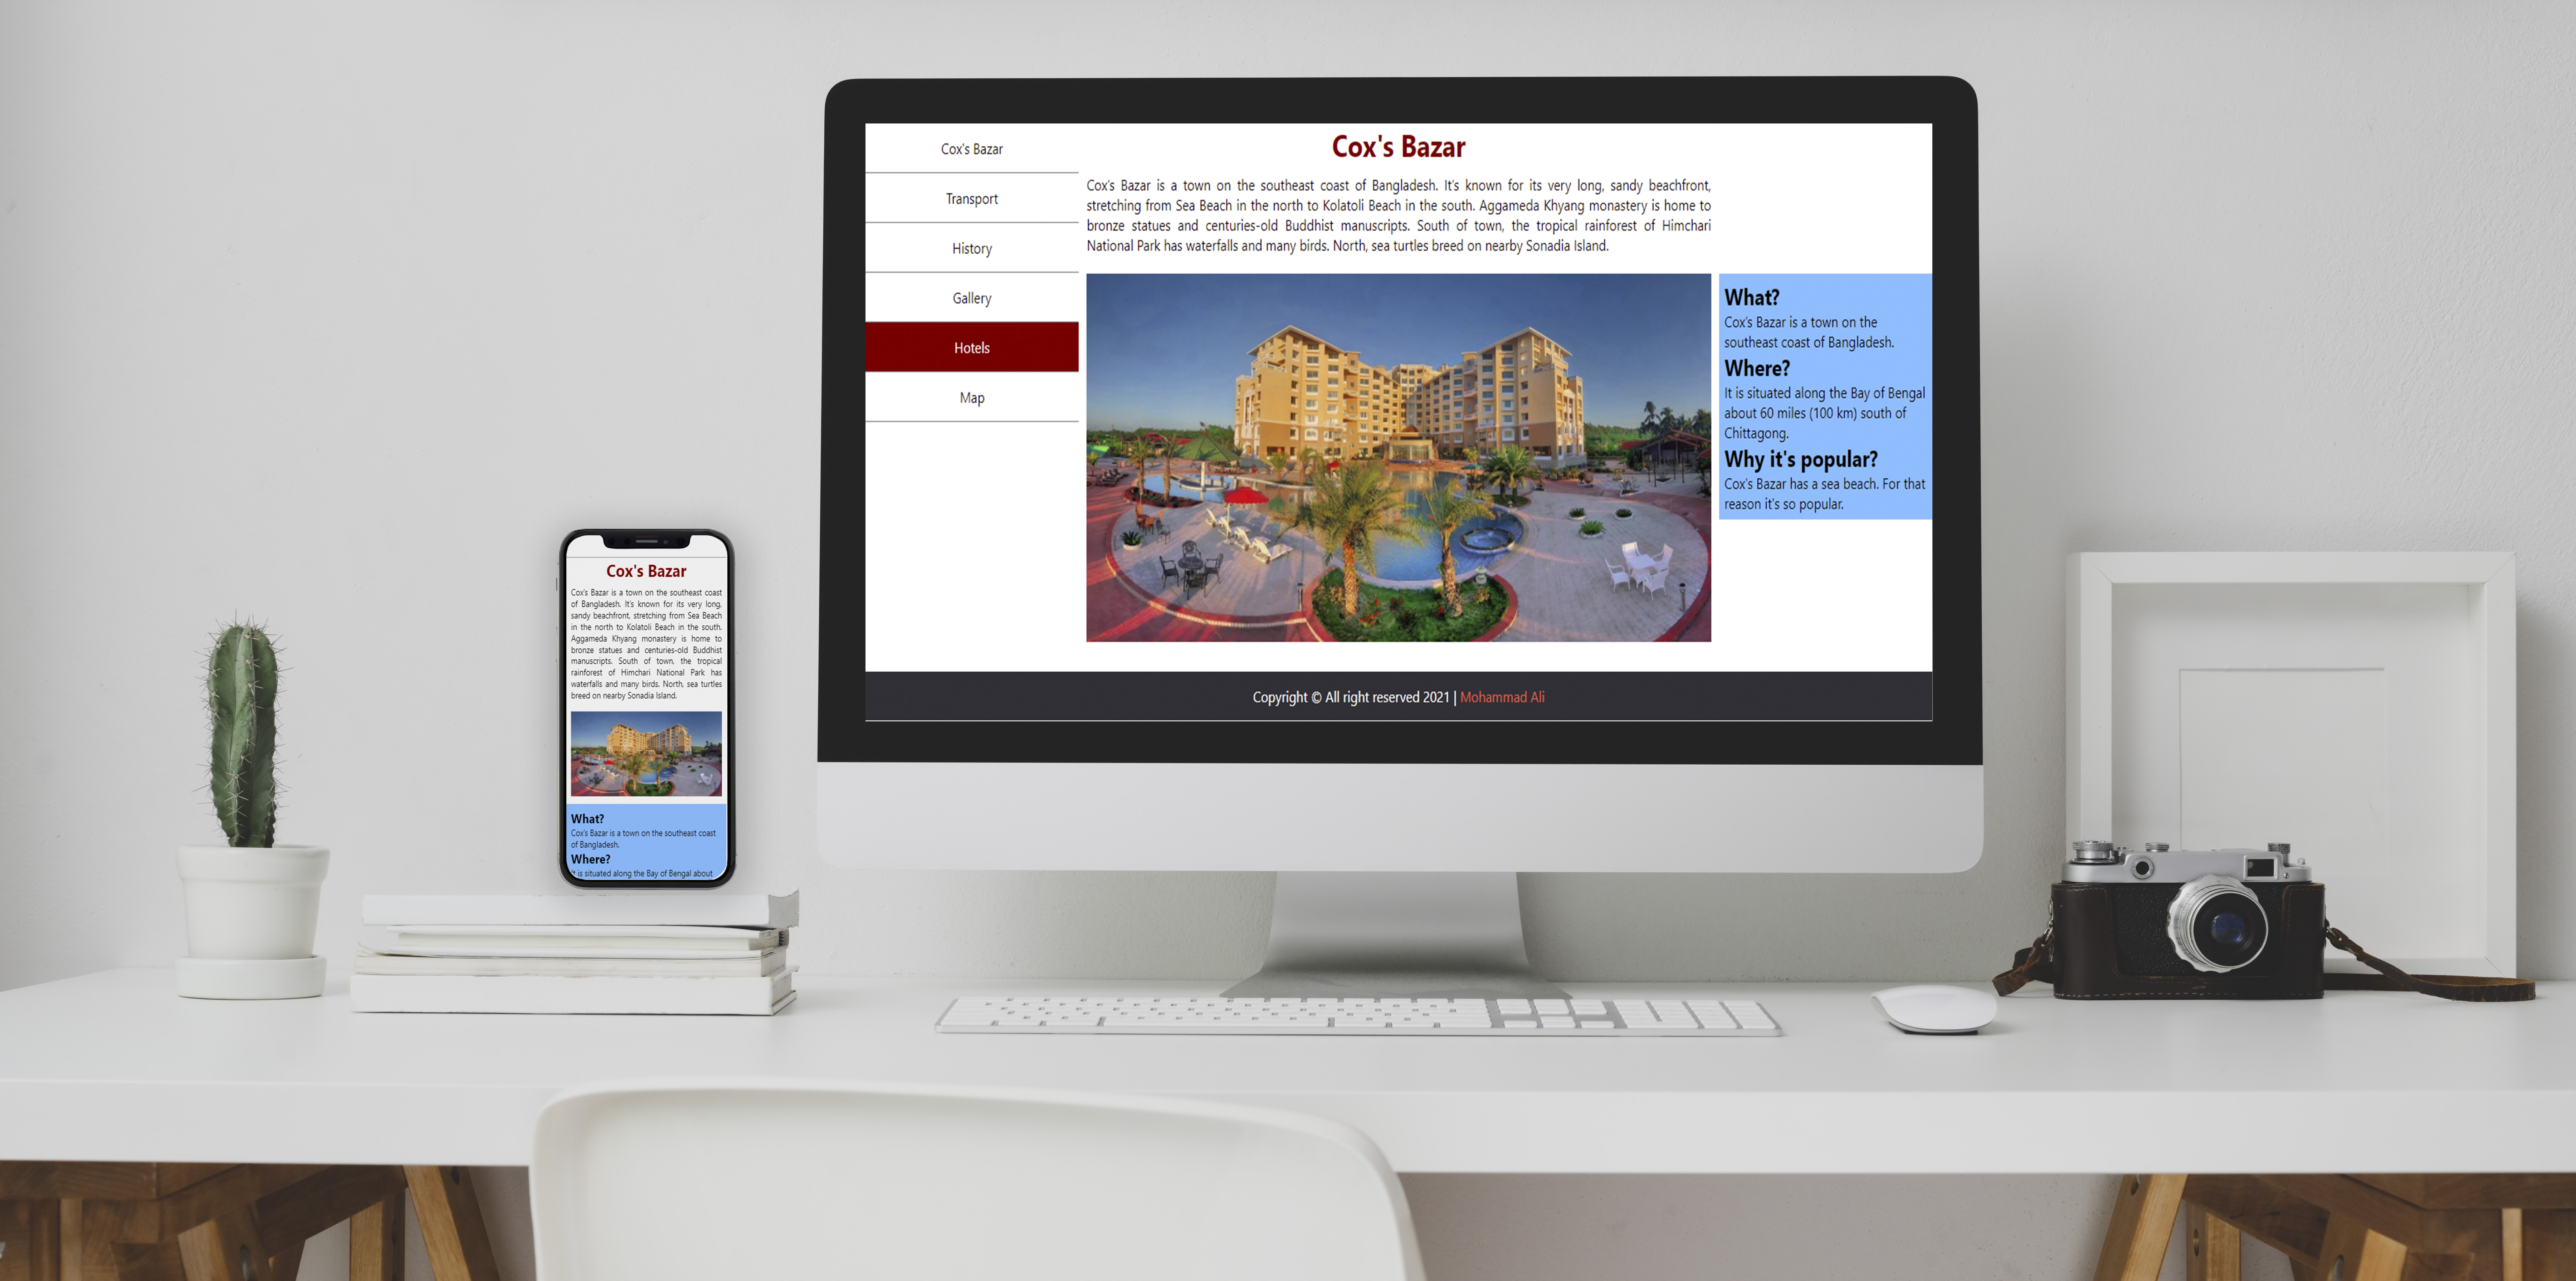 Cox's Bazar
Transport
History
Gallery
Hotels
Map
Cox's Bazar
Cox's Bazar is a town on the southeast coast of Bangladesh. It's known for its very long, sandy beachfront,
stretching from Sea Beach in the north to Kolatoli Beach in the south. Aggameda Khyang monastery is home to
bronze statues and centuries-old Buddhist manuscripts. South of town, the tropical rainforest of Himchari
National Park has waterfalls and many birds. North, sea turtles breed on nearby Sonadia Island.
What?
Cox's Bazar is a town on the
southeast coast of Bangladesh.
Where?
It is situated along the Bay of Bengal
about 60 miles (100 km) south of
Chittagong.
Why it's popular?
Cox's Bazar has a sea beach. For that
reason it's so popular.
Copyright © All right reserved 2021 | Mohammad Ali
Cox's Bazar
Cox's Bazar is a town on the southeast coast
of Bangladesh. It's known for its very long,
sandy beachfront, stretching from Sea Beach
in the north to Kolatoli Beach in the south.
Aggameda Khyang monastery is home to
bronze statues and centuries-old Buddhist
manuscripts. South of town, the tropical
rainforest of Himchari National Park has
waterfalls and many birds. North, sea turtles
breed on nearby Sonadia Island.
What?
Cox's Bazar is a town on the southeast coast
of Bangladesh.
Where?
It is situated along the Bay of Bengal about